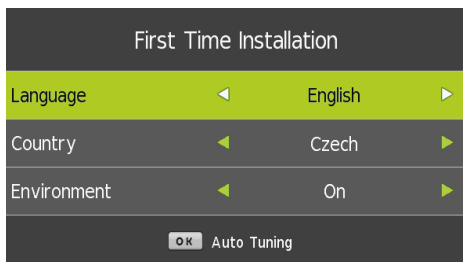 First Time Installation
Language English
Country Czech
Environment On
OK Auto Tuning